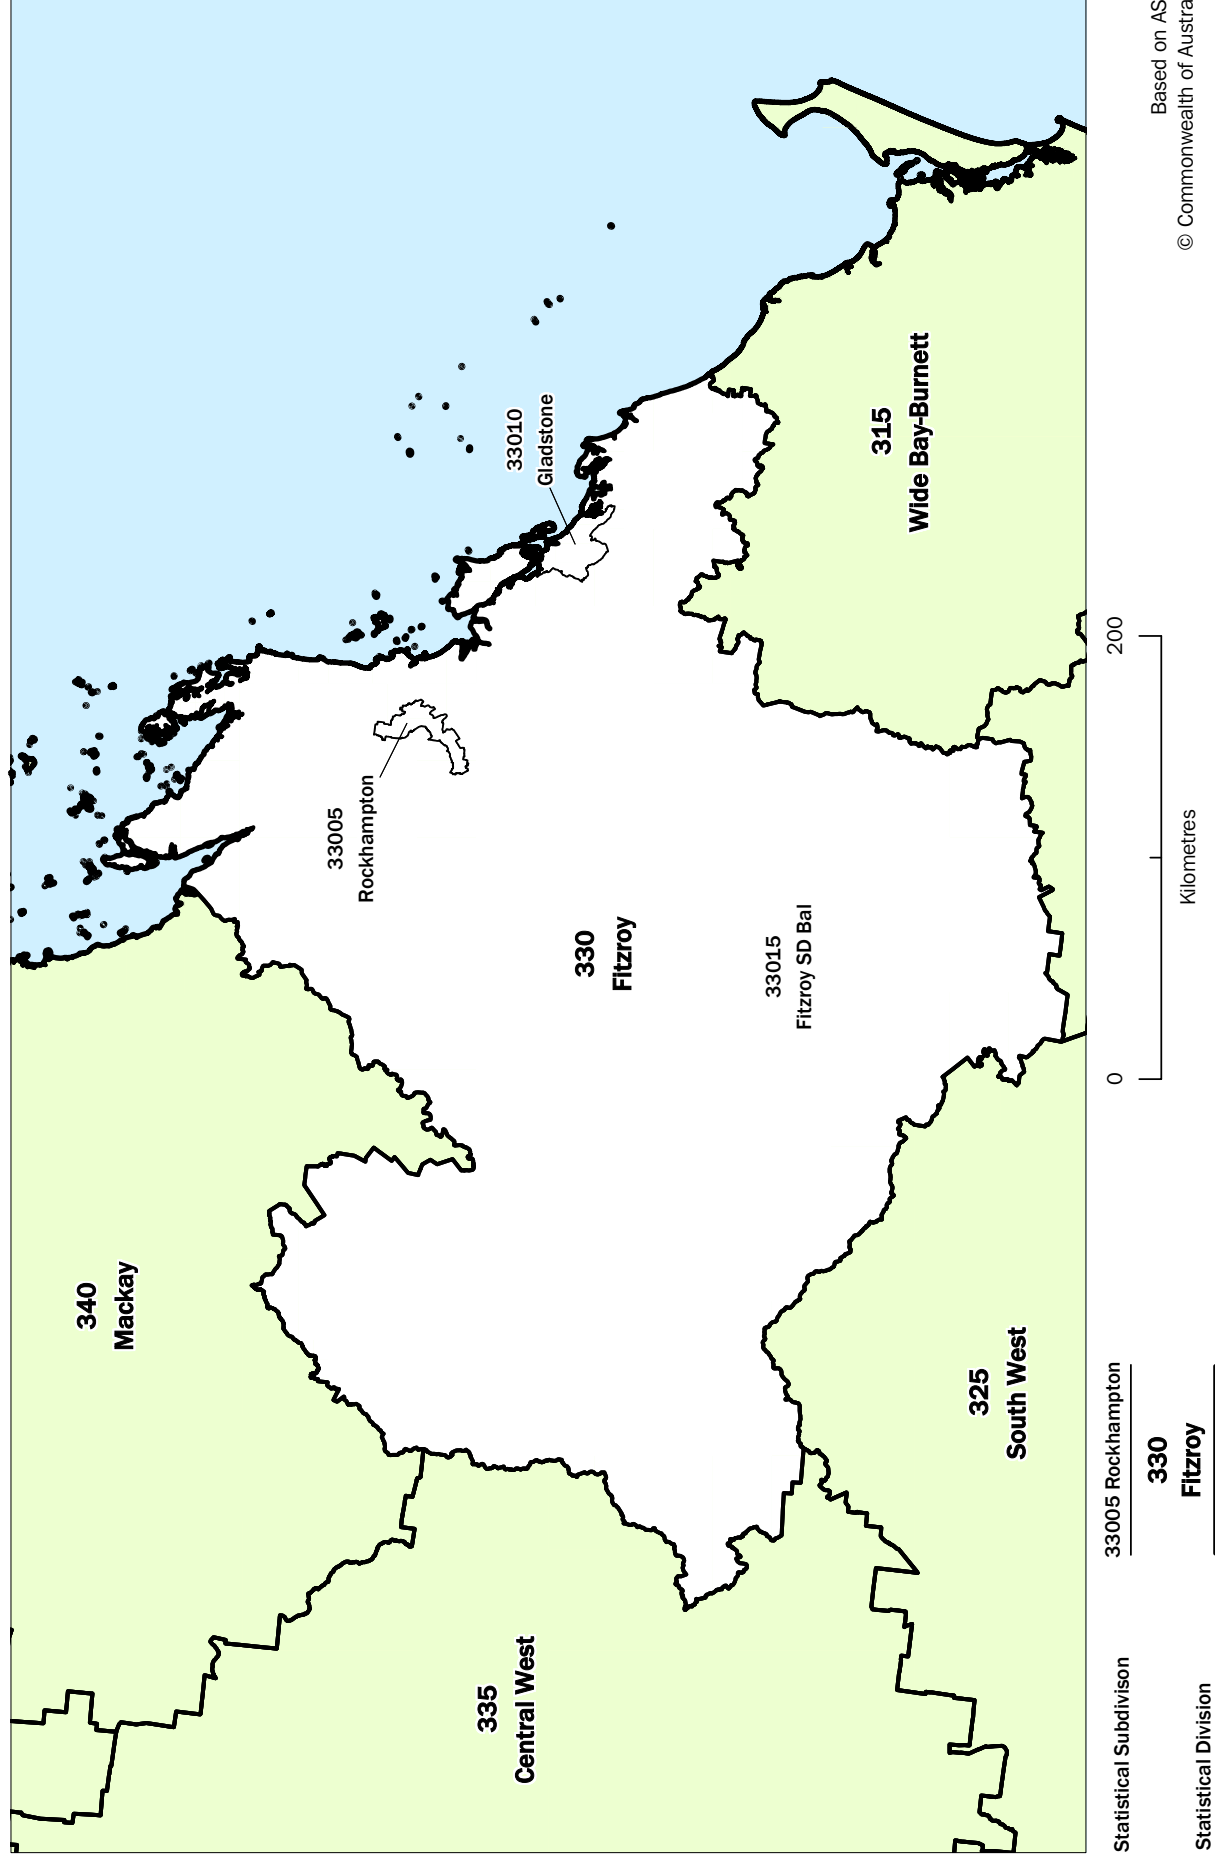 340
Mackay
33005
Rockhampton
33010
Gladstone
335
Central West
330
Fitzroy
33015
Fitzroy SD Bal
315
Wide Bay-Burnett
325
South West
0
200
Kilometres
Statistical Subdivison
33005 Rockhampton
Statistical Division
330
Fitzroy
Based on AS
© Commonwealth of Austra